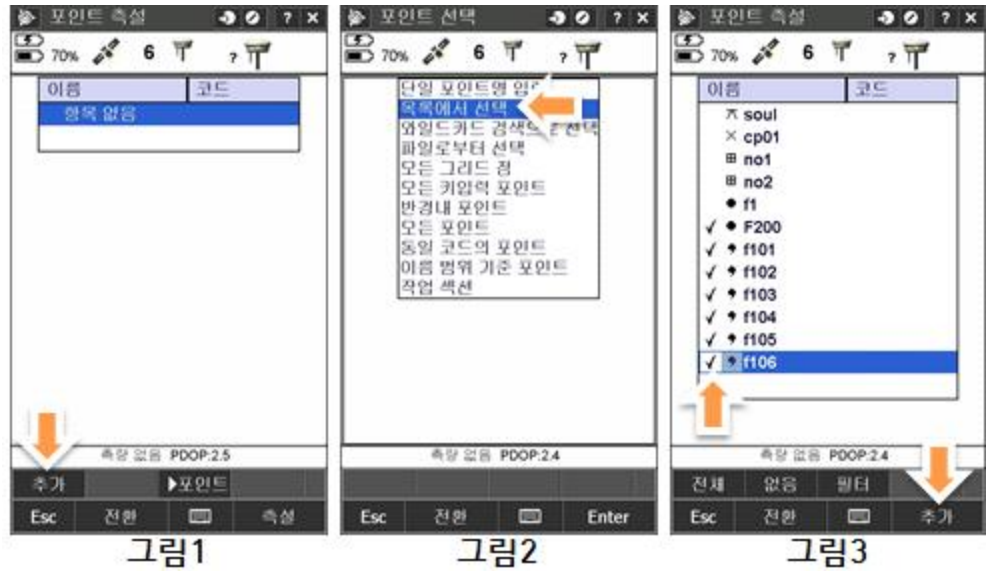 포인트 측설
? ×
70%
6
?
이름
코드
항목 없음
측량 없음 PDOP:2.5
추가
▶포인트
Esc
전환
측설
그림1
포인트 선택
? ×
70%
6
?
단일 포인트명 입력
목록에서 선택
와일드카드 검색으로 선택
파일로부터 선택
모든 그리드 점
모든 키입력 포인트
반경내 포인트
모든 포인트
동일 코드의 포인트
이름 범위 기준 포인트
작업 섹션
측량 없음 PDOP:2.4
Esc
전환
Enter
그림2
포인트 측설
? ×
70%
6
?
이름
코드
soul
cp01
no1
no2
f1
F200
f101
f102
f103
f104
f105
f106
측량 없음 PDOP:2.4
전체
없음
필터
Esc
전환
추가
그림3